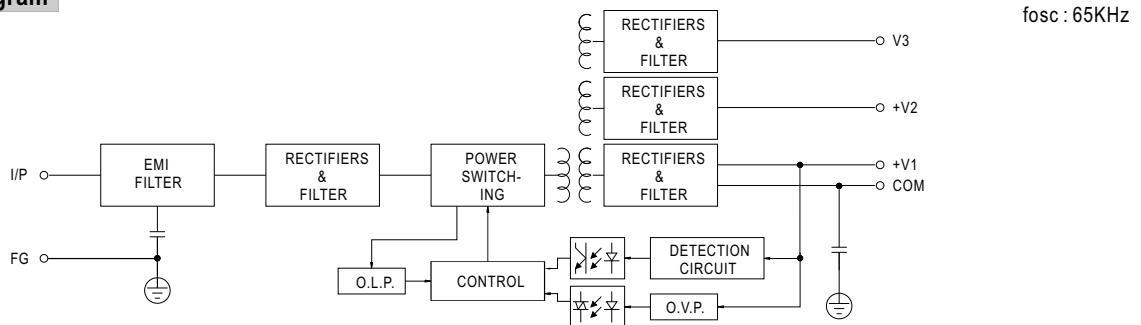 gram
fosc : 65KHz
RECTIFIERS
&
FILTER
V3
RECTIFIERS
&
FILTER
+V2
I/P
EMI
FILTER
RECTIFIERS
&
FILTER
POWER
SWITCH-
ING
RECTIFIERS
&
FILTER
+V1
COM
FG
O.L.P.
CONTROL
DETECTION
CIRCUIT
O.V.P.